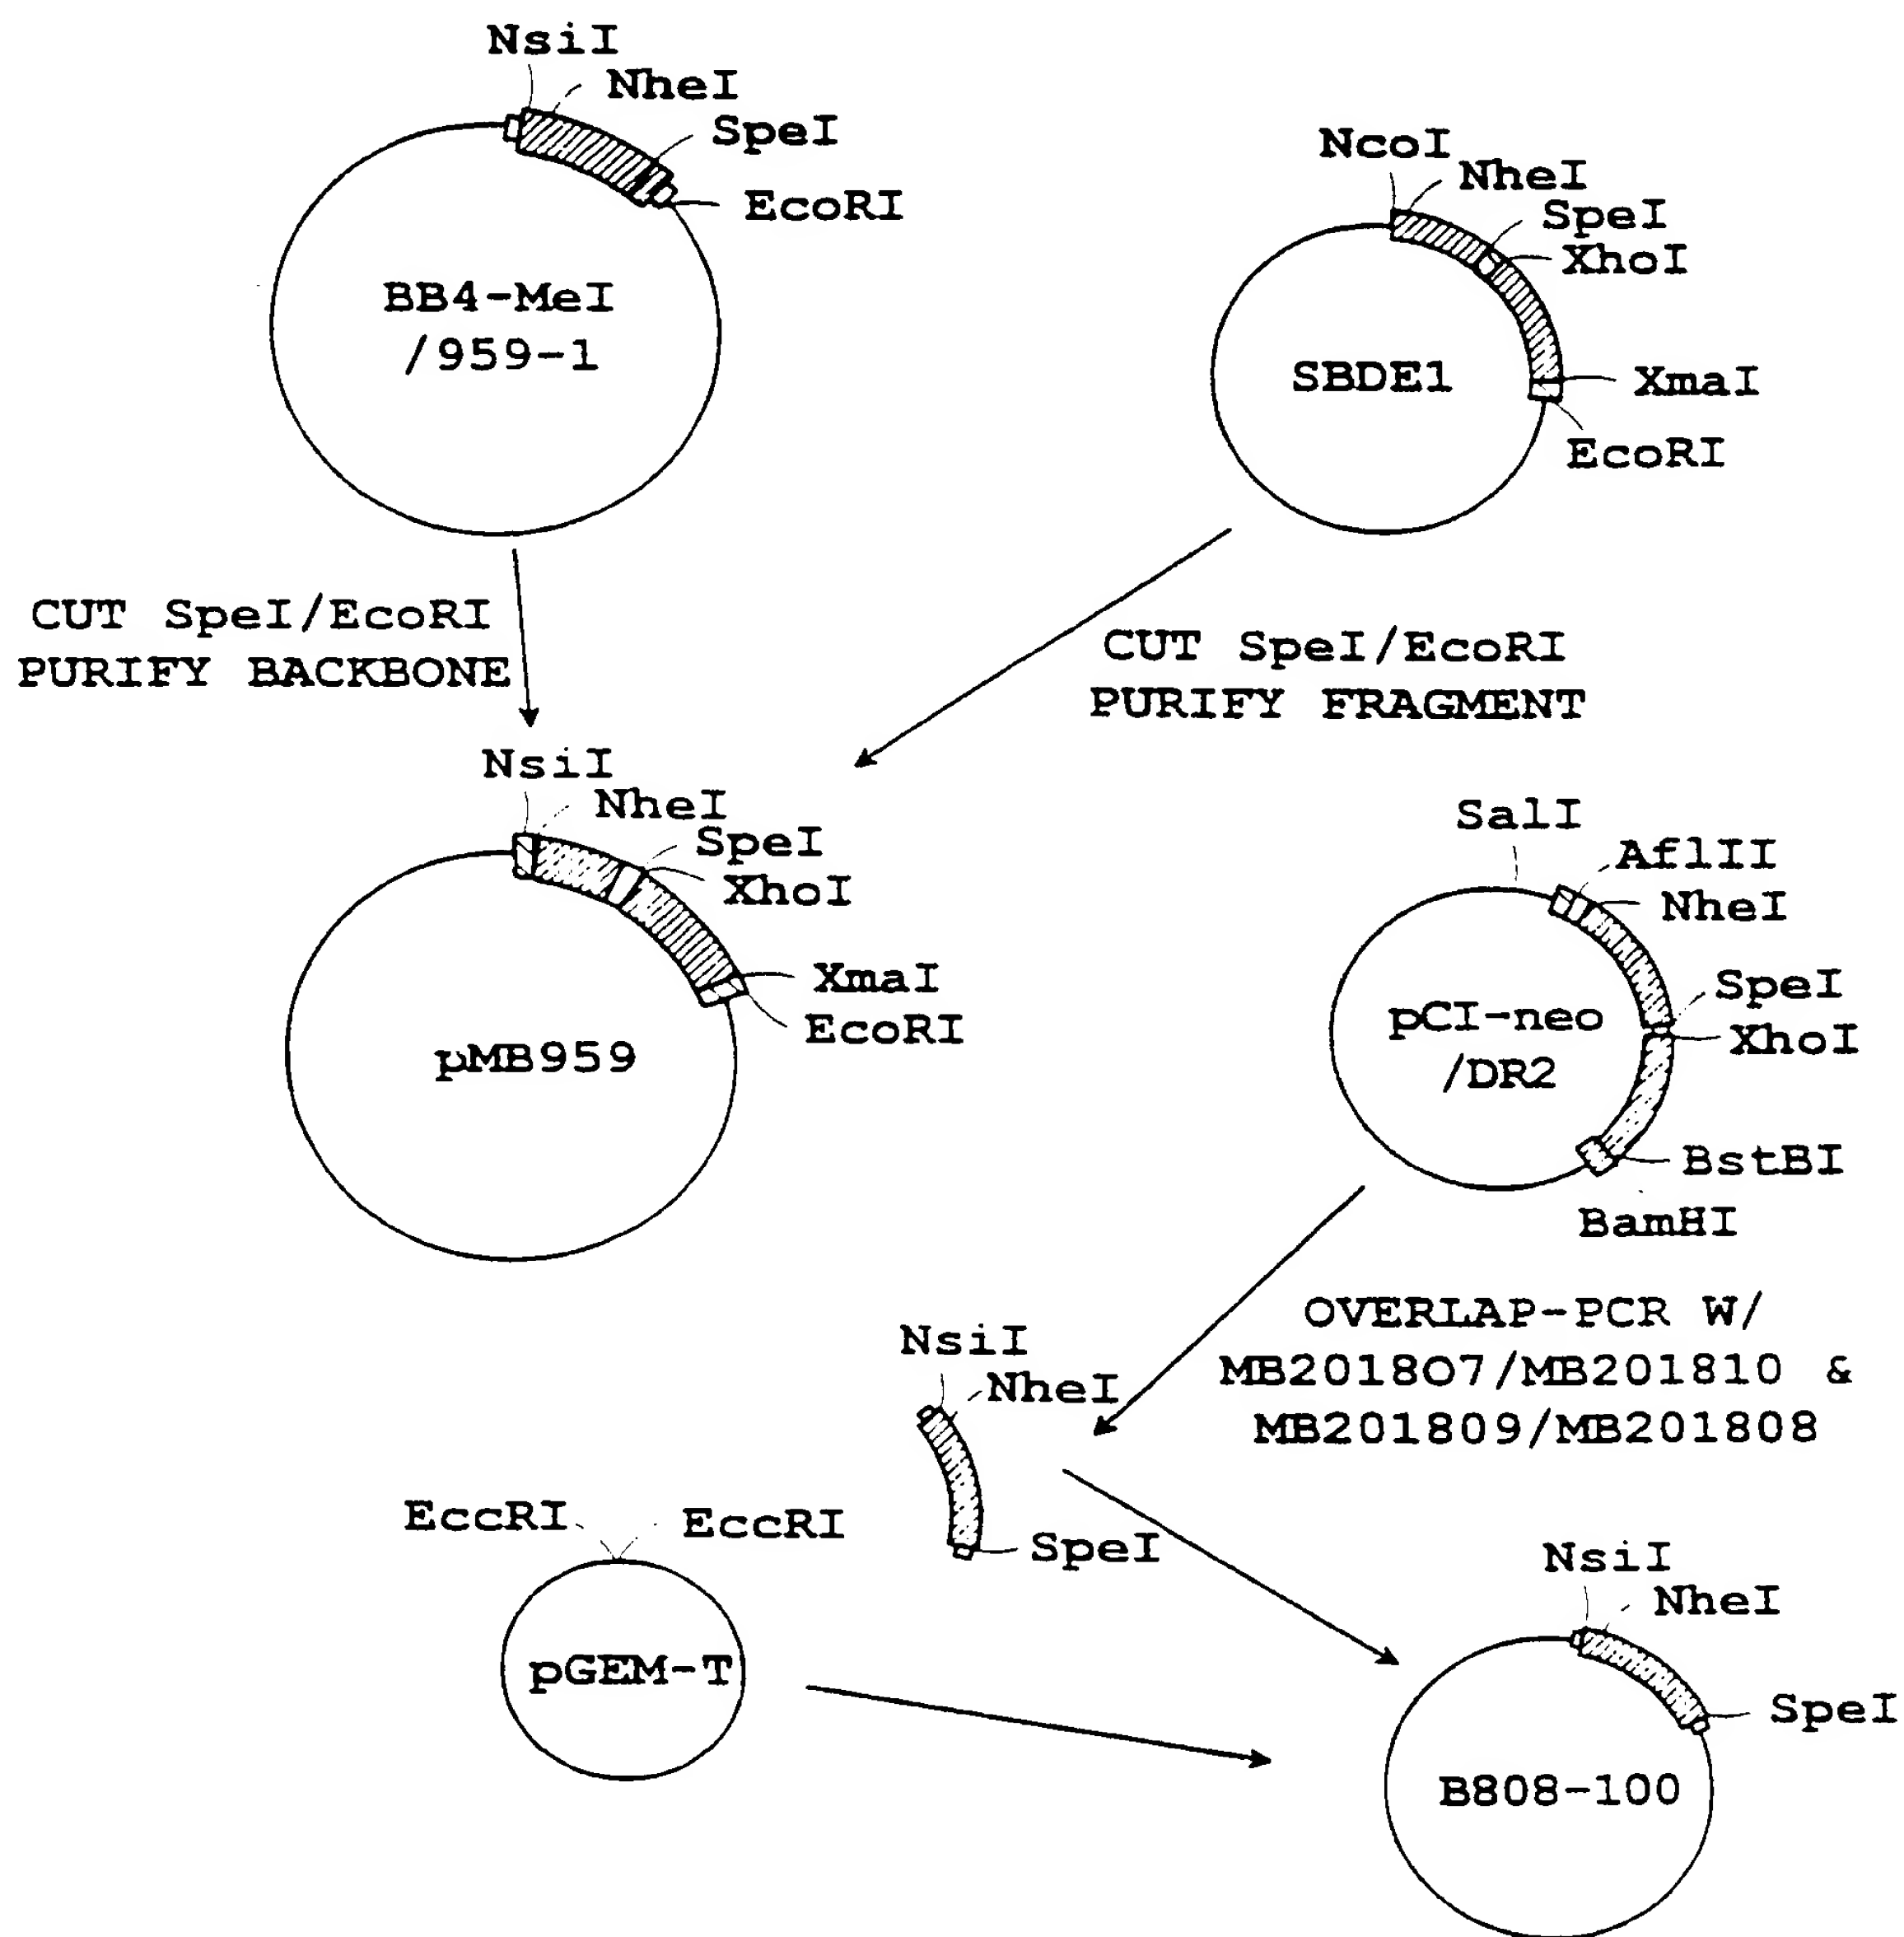 NsiI
NheI
SpeI
EcoRI
BB4-MeI
/959-1
NcoI
NheI
SpeI
XhoI
SBDE1
XmaI
EcoRI
CUT SpeI/EcoRI
PURIFY BACKBONE
CUT SpeI/EcoRI
PURIFY FRAGMENT
NsiI
NheI
SpeI
XhoI
XmaI
EcoRI
pMB959
SalI
AflII
NheI
SpeI
XhoI
pCI-neo
/DR2
BstBI
BamHI
OVERLAP-PCR W/
MB201807/MB201810 &
MB201809/MB201808
NsiI
NheI
SpeI
EccRI
EccRI
pGEM-T
NsiI
NheI
SpeI
B808-100